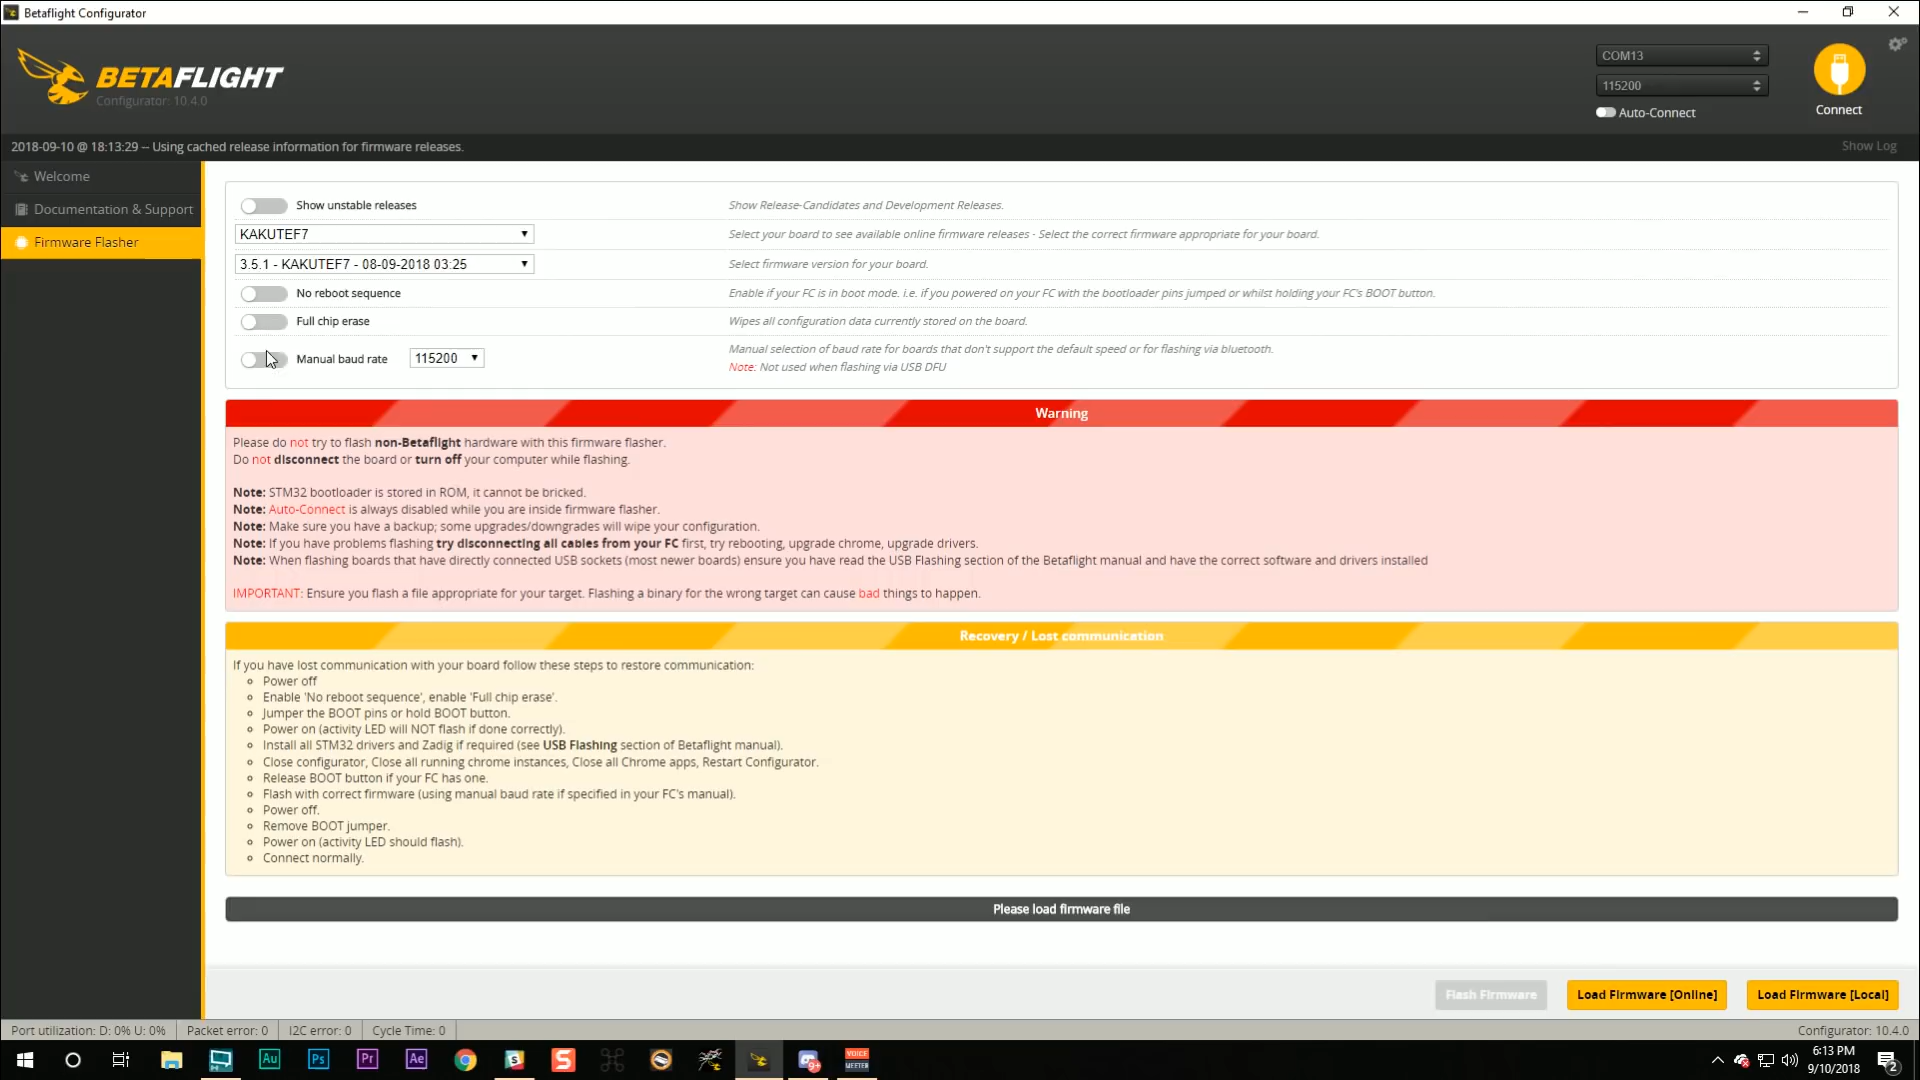 Betaflight Configurator
BETAFLIGHT
Configurator: 10.4.0
COM13
115200
Auto-Connect
Connect
2018-09-10 @ 18:13:29 -- Using cached release information for firmware releases.
Show Log
Welcome
Documentation & Support
Firmware Flasher
Show unstable releases
Show Release-Candidates and Development Releases.
KAKUTEF7
Select your board to see available online firmware releases - Select the correct firmware appropriate for your board.
3.5.1 - KAKUTEF7 - 08-09-2018 03:25
Select firmware version for your board.
No reboot sequence
Enable if your FC is in boot mode. i.e. if you powered on your FC with the bootloader pins jumped or whilst holding your FC's BOOT button.
Full chip erase
Wipes all configuration data currently stored on the board.
Manual baud rate
115200
Manual selection of baud rate for boards that don't support the default speed or for flashing via bluetooth.
Note: Not used when flashing via USB DFU
Warning
Please do not try to flash non-Betaflight hardware with this firmware flasher.
Do not disconnect the board or turn off your computer while flashing.
Note: STM32 bootloader is stored in ROM, it cannot be bricked.
Note: Auto-Connect is always disabled while you are inside firmware flasher.
Note: Make sure you have a backup; some upgrades/downgrades will wipe your configuration.
Note: If you have problems flashing try disconnecting all cables from your FC first, try rebooting, upgrade chrome, upgrade drivers.
Note: When flashing boards that have directly connected USB sockets (most newer boards) ensure you have read the USB Flashing section of the Betaflight manual and have the correct software and drivers installed
IMPORTANT: Ensure you flash a file appropriate for your target. Flashing a binary for the wrong target can cause bad things to happen.
Recovery / Lost communication
If you have lost communication with your board follow these steps to restore communication:
Power off
Enable 'No reboot sequence', enable 'Full chip erase'.
Jumper the BOOT pins or hold BOOT button.
Power on (activity LED will NOT flash if done correctly).
Install all STM32 drivers and Zadig if required (see USB Flashing section of Betaflight manual).
Close configurator, Close all running chrome instances, Close all Chrome apps, Restart Configurator.
Release BOOT button if your FC has one.
Flash with correct firmware (using manual baud rate if specified in your FC's manual).
Power off.
Remove BOOT jumper.
Power on (activity LED should flash).
Connect normally.
Please load firmware file
Flash Firmware
Load Firmware [Online]
Load Firmware [Local]
Port utilization: D: 0% U: 0%
Packet error: 0
I2C error: 0
Cycle Time: 0
Configurator: 10.4.0
Au
Ps
Pr
Ae
S
9+
VOICE
MEETER
6:13 PM
9/10/2018
2